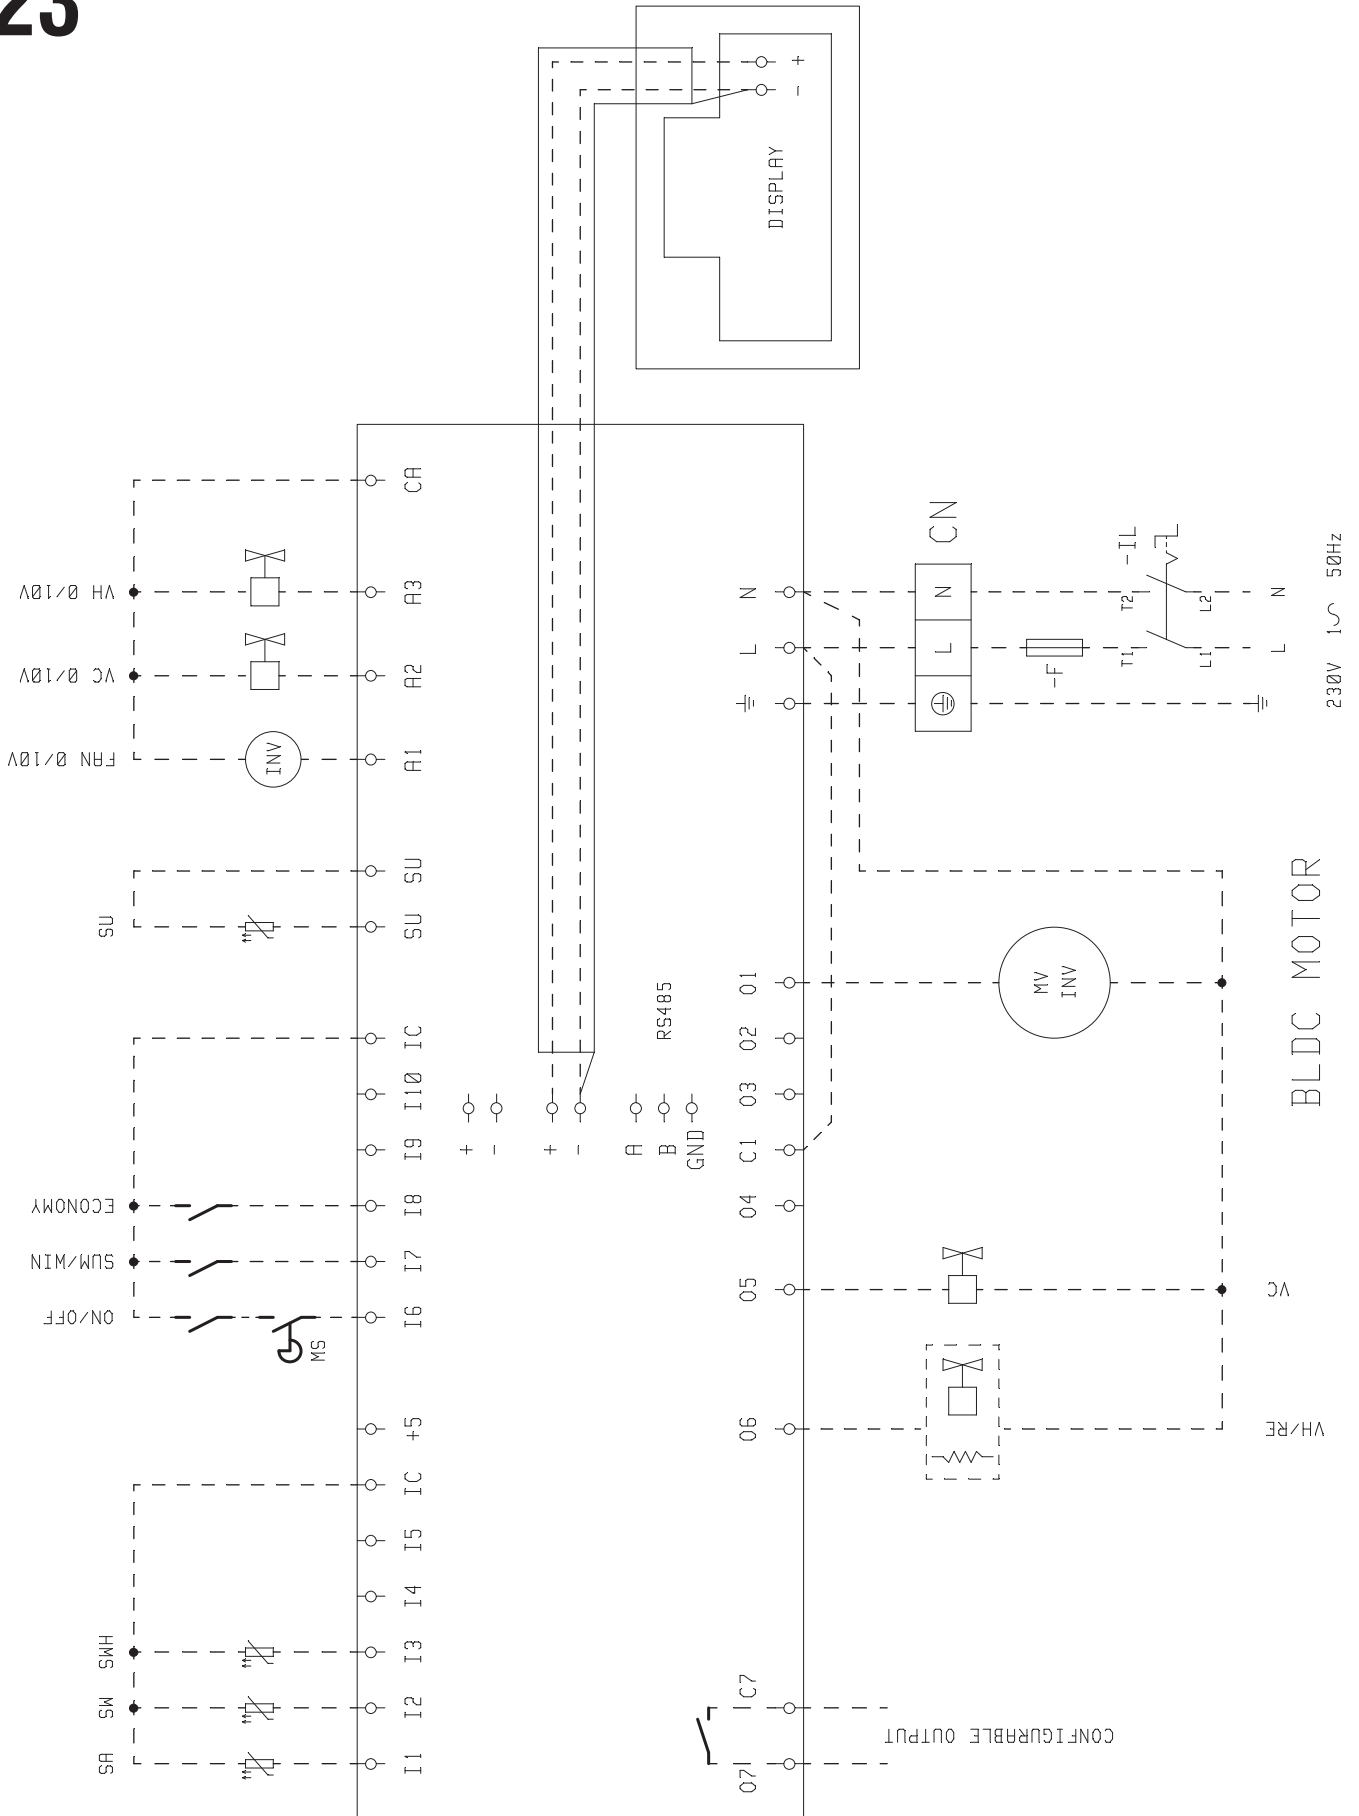 23
+
-
DISPLAY
CA
VH 0/10V
A3
VC 0/10V
A2
FAN 0/10V
INV
A1
SU
SU
SU
IC
I10
I9
ECONOMY
I8
SUM/WIN
I7
ON/OFF
I6
MS
+5
IC
I5
I4
HMS
I3
MS
I2
AS
I1
+
-
+
-
RS485
A
B
GND
N
L
CN
N
L
-F
-IL
T2
T1
L2
L1
N
L
230V 1~ 50Hz
O1
O2
O3
C1
O4
O5
O6
MV
INV
BLDC MOTOR
VC
VH/RE
C7
O7
CONFIGURABLE OUTPUT